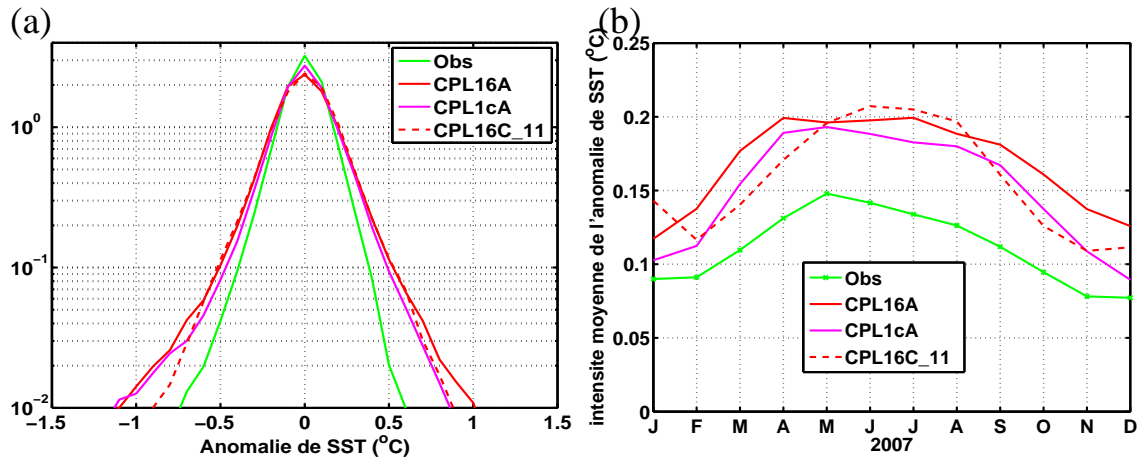 (a)
Obs
CPL16A
CPL1cA
CPL16C_11
10^0
10^-1
10^-2
−1.5
−1
−0.5
0
0.5
1
1.5
Anomalie de SST (°C)
(b)
intensite moyenne de l'anomalie de SST (°C)
0.25
0.2
0.15
0.1
0.05
0
Obs
CPL16A
CPL1cA
CPL16C_11
J F M A M J J A S O N D
2007